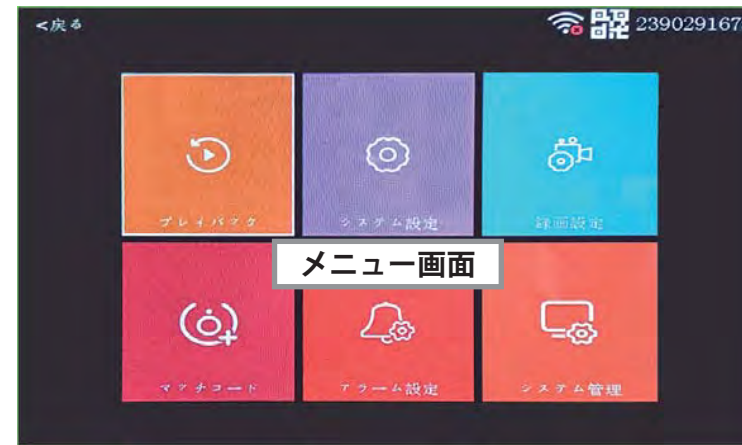 <戻る
239029167
プレイバック
システム設定
録画設定
メニュー画面
マッチコード
アラーム設定
システム管理